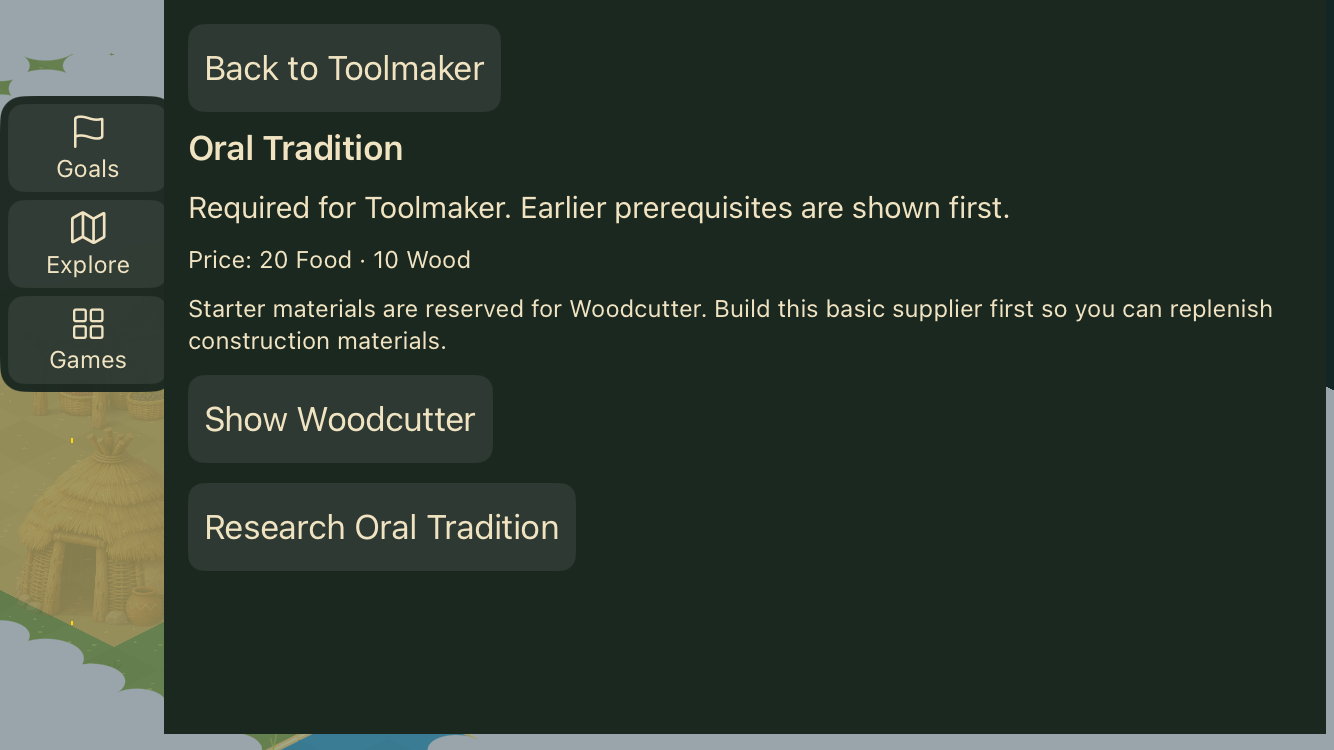 Back to Toolmaker
Oral Tradition
Goals
Required for Toolmaker. Earlier prerequisites are shown first.
Explore
Price: 20 Food · 10 Wood
Starter materials are reserved for Woodcutter. Build this basic supplier first so you can replenish
construction materials.
Games
Show Woodcutter
Research Oral Tradition